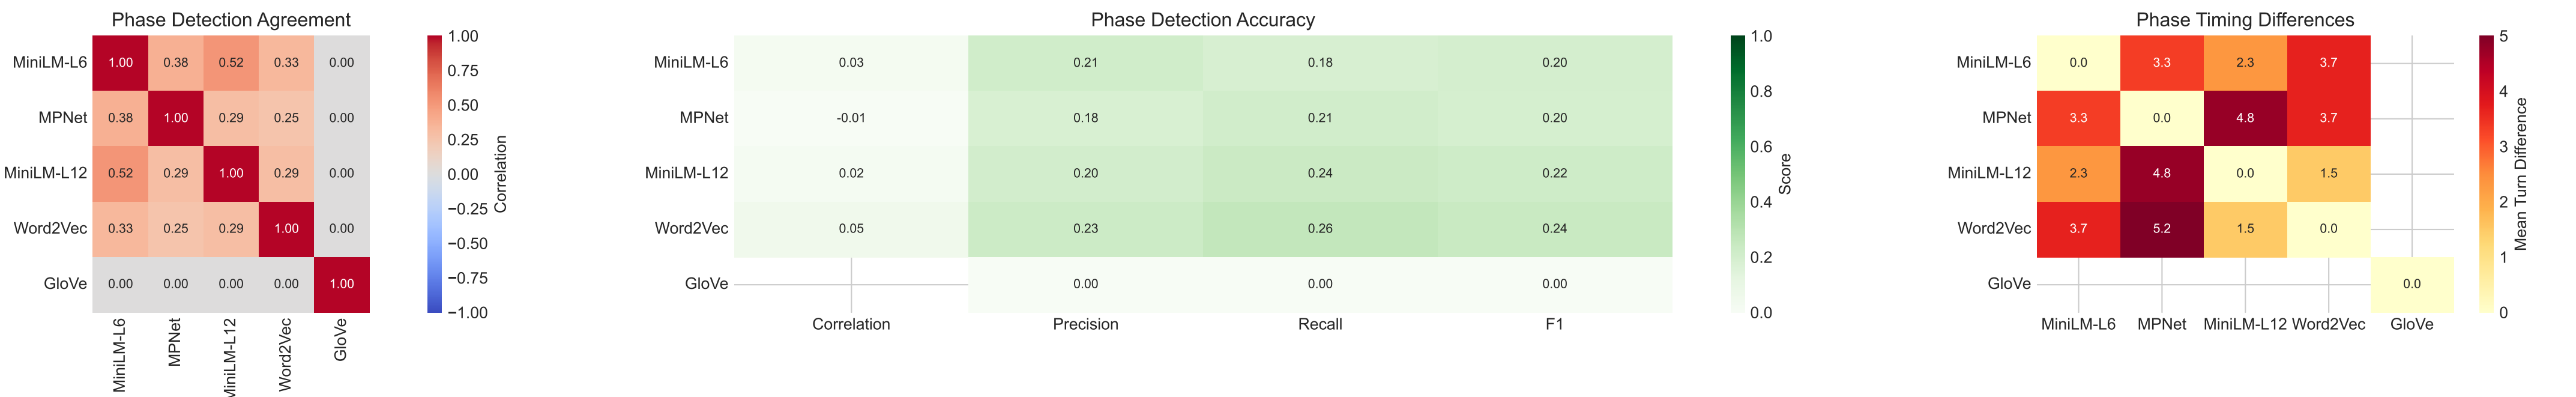 Phase Detection Agreement
MiniLM-L6 1.00 0.38 0.52 0.33 0.00
MPNet 0.38 1.00 0.29 0.25 0.00
MiniLM-L12 0.52 0.29 1.00 0.29 0.00
Word2Vec 0.33 0.25 0.29 1.00 0.00
GloVe 0.00 0.00 0.00 0.00 1.00
MiniLM-L6 MPNet MiniLM-L12 Word2Vec GloVe
1.00
0.75
0.50
0.25
0.00
−0.25
−0.50
−0.75
−1.00
Correlation
Phase Detection Accuracy
MiniLM-L6 0.03 0.21 0.18 0.20
MPNet -0.01 0.18 0.21 0.20
MiniLM-L12 0.02 0.20 0.24 0.22
Word2Vec 0.05 0.23 0.26 0.24
GloVe 0.00 0.00 0.00
Correlation Precision Recall F1
1.0
0.8
0.6
0.4
0.2
0.0
Score
Phase Timing Differences
MiniLM-L6 0.0 3.3 2.3 3.7
MPNet 3.3 0.0 4.8 3.7
MiniLM-L12 2.3 4.8 0.0 1.5
Word2Vec 3.7 5.2 1.5 0.0
GloVe 0.0
MiniLM-L6 MPNet MiniLM-L12 Word2Vec GloVe
5
4
3
2
1
0
Mean Turn Difference